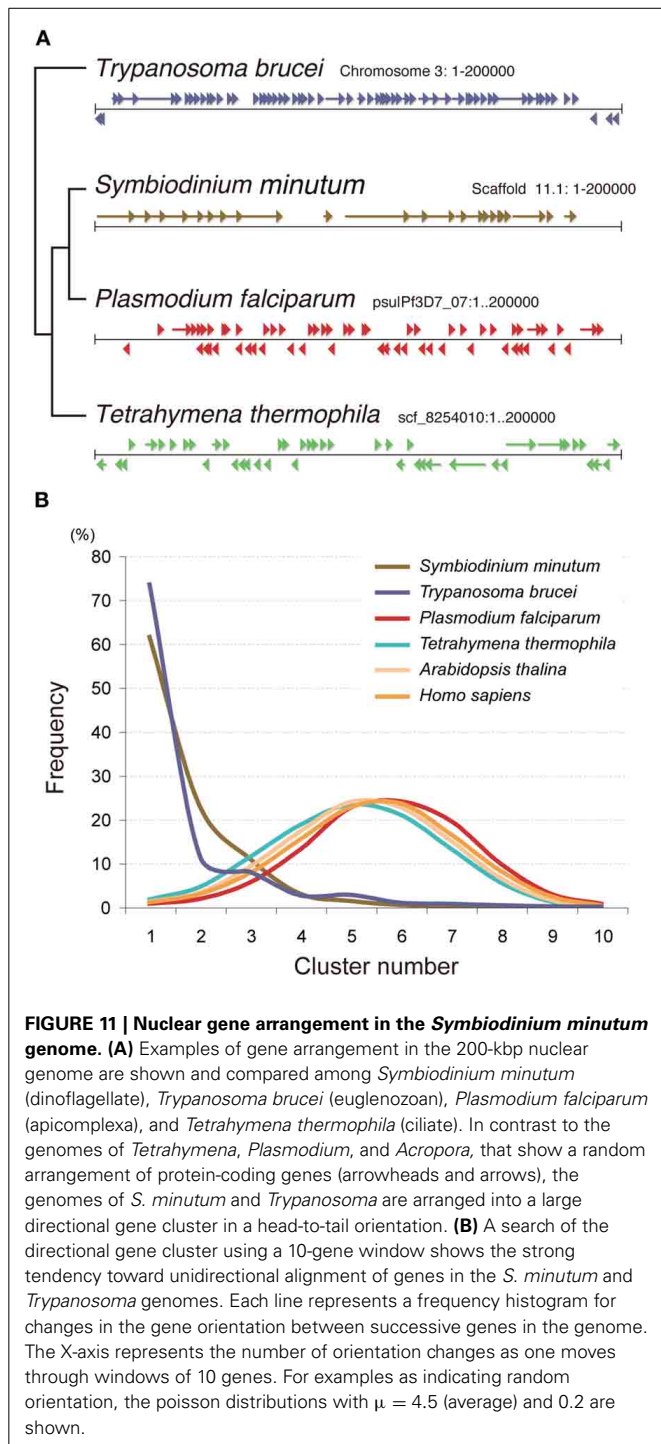 A
Trypanosoma brucei Chromosome 3: 1-200000
Symbiodinium minutum Scaffold 11.1: 1-200000
Plasmodium falciparum psulPf3D7_07:1..200000
Tetrahymena thermophila scf_8254010:1..200000
B
(%)
80
70
60
50
40
30
20
10
0
Frequency
Symbiodinium minutum
Trypanosoma brucei
Plasmodium falciparum
Tetrahymena thermophila
Arabidopsis thalina
Homo sapiens
1 2 3 4 5 6 7 8 9 10
Cluster number
FIGURE 11 | Nuclear gene arrangement in the Symbiodinium minutum
genome. (A) Examples of gene arrangement in the 200-kbp nuclear
genome are shown and compared among Symbiodinium minutum
(dinoflagellate), Trypanosoma brucei (euglenozoan), Plasmodium falciparum
(apicomplexa), and Tetrahymena thermophila (ciliate). In contrast to the
genomes of Tetrahymena, Plasmodium, and Acropora, that show a random
arrangement of protein-coding genes (arrowheads and arrows), the
genomes of S. minutum and Trypanosoma are arranged into a large
directional gene cluster in a head-to-tail orientation. (B) A search of the
directional gene cluster using a 10-gene window shows the strong
tendency toward unidirectional alignment of genes in the S. minutum and
Trypanosoma genomes. Each line represents a frequency histogram for
changes in the gene orientation between successive genes in the genome.
The X-axis represents the number of orientation changes as one moves
through windows of 10 genes. For examples as indicating random
orientation, the poisson distributions with μ = 4.5 (average) and 0.2 are
shown.